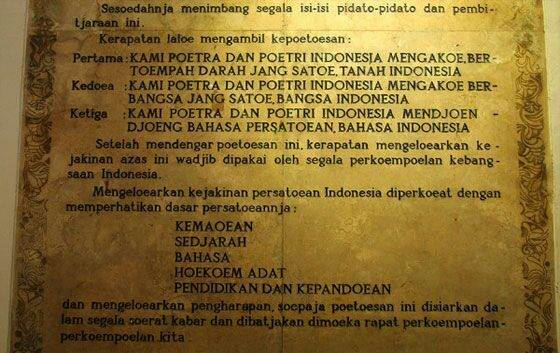 Sesoedahnja menimbang segala isi-isi pidato-pidato dan pembi-
tjaraan ini.
Kerapatan laloe mengambil kepoetoesan:
Pertama : KAMI POETRA DAN POETRI INDONESIA MENGAKOE, BER-
TOEMPAH DARAH JANG SATOE, TANAH INDONESIA
Kedoea : KAMI POETRA DAN POETRI INDONESIA MENGAKOE BER-
BANGSA JANG SATOE, BANGSA INDONESIA
Ketiga : KAMI POETRA DAN POETRI INDONESIA MENDJOEN -
DJOENG BAHASA PERSATOEAN, BAHASA INDONESIA
Setelah mendengar poetoesan ini, kerapatan mengeloearkan ke-
jakinan azas ini wadjib dipakai oleh segala perkoempoelan kebang-
saan Indonesia.
Mengeloearkan kejakinan persatoean Indonesia diperkoeat dengan
memperhatikan dasar persatoeannja :
KEMAOEAN
SEDJARAH
BAHASA
HOEKOEM ADAT
PENDIDIKAN DAN KEPANDOEAN
dan mengeloearkan pengharapan, soepaja poetoesan ini disiarkan da-
lam segala soerat kabar dan dibatjakan dimoeka rapat perkoempoelan-
perkoempoelan kita.